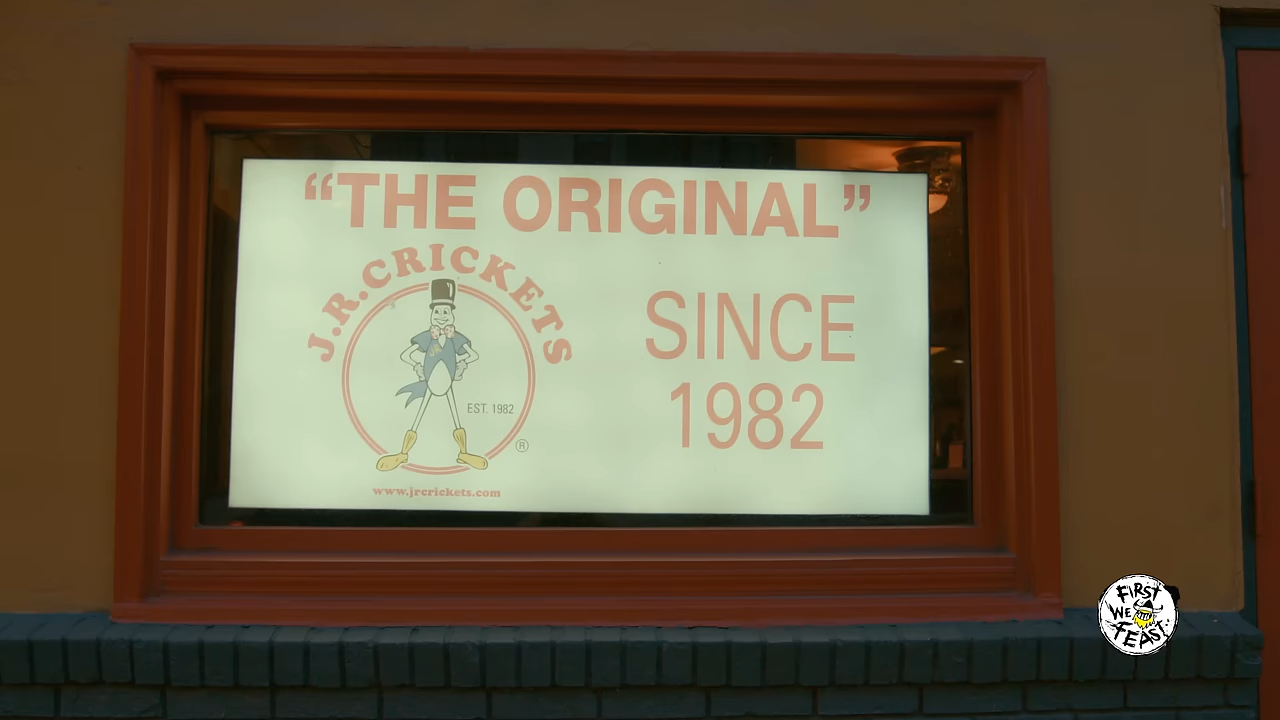 “THE ORIGINAL”
J.R.CRICKETS
EST. 1982
®
www.jrcrickets.com
SINCE
1982
FIRST
WE
FEAST